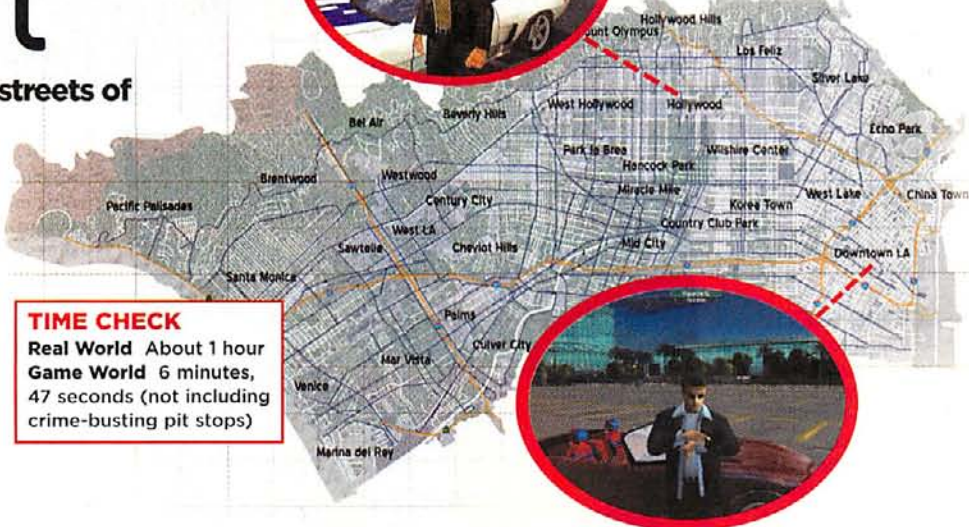 streets of
Hollywood Hills
Los Feliz
Silver Lake
West Hollywood
Hollywood
Echo Park
Bel Air
Beverly Hills
Park la Brea
Hancock Park
Wilshire Center
Brentwood
Westwood
Miracle Mile
West Lake
China Town
Pacific Palisades
Century City
Korea Town
Country Club Park
West LA
Sawtelle
Cheviot Hills
Mid City
Downtown LA
Santa Monica
Palms
Culver City
Mar Vista
Venice
Marina del Rey
TIME CHECK
Real World About 1 hour
Game World 6 minutes,
47 seconds (not including
crime-busting pit stops)